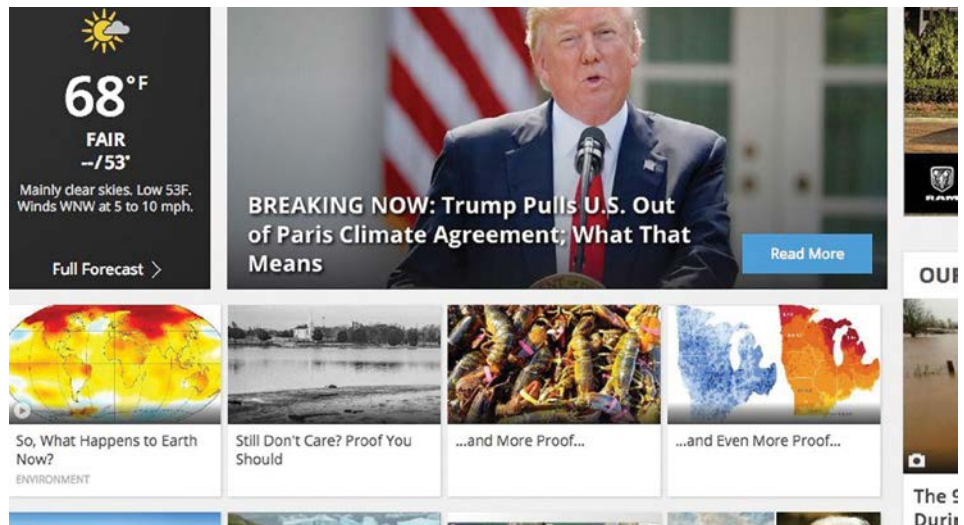 68°F
FAIR
--/53°
Mainly clear skies. Low 53F.
Winds WNW at 5 to 10 mph.
Full Forecast >
BREAKING NOW: Trump Pulls U.S. Out
of Paris Climate Agreement; What That
Means
Read More
RAM
OUR
So, What Happens to Earth
Now?
ENVIRONMENT
Still Don't Care? Proof You
Should
...and More Proof...
...and Even More Proof...
The 9
Durin